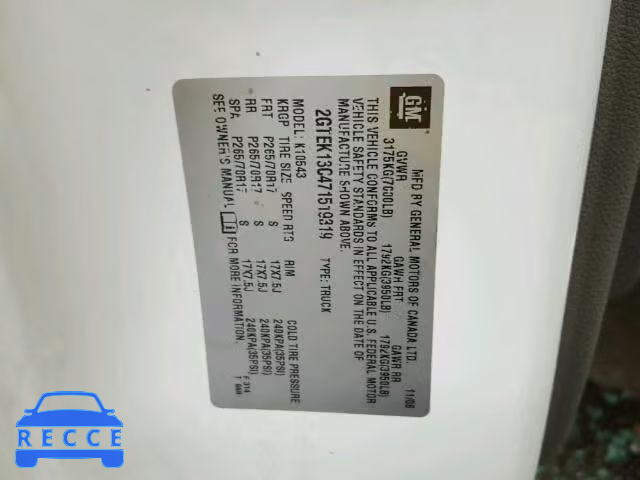 GM
MFD BY GENERAL MOTORS OF CANADA LTD.
11/06
GVWR GAWR FRT GAWR RR
3175KG(7000LB) 1792KG(3950LB) 1792KG(3950LB)
THIS VEHICLE CONFORMS TO ALL APPLICABLE U.S. FEDERAL MOTOR
VEHICLE SAFETY STANDARDS IN EFFECT ON THE DATE OF
MANUFACTURE SHOWN ABOVE.
2GTEK13C471519319 TYPE: TRUCK
MODEL: K10543
KRGP TIRE SIZE SPEED RTG RIM COLD TIRE PRESSURE
FRT P265/70R17 S 17X7.5J 240KPA(35PSI)
RR P265/70R17 S 17X7.5J 240KPA(35PSI)
SPA P265/70R17 S 17X7.5J 240KPA(35PSI)
SEE OWNER'S MANUAL FOR MORE INFORMATION.
RECCE